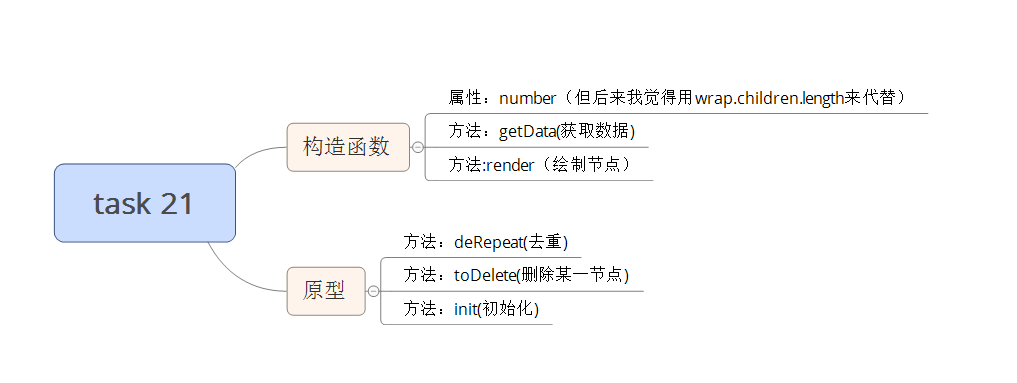 task 21
构造函数
属性：number（但后来我觉得用wrap.children.length来代替）
方法：getData(获取数据)
方法:render（绘制节点）
原型
方法：deRepeat(去重)
方法：toDelete(删除某一节点)
方法：init(初始化)